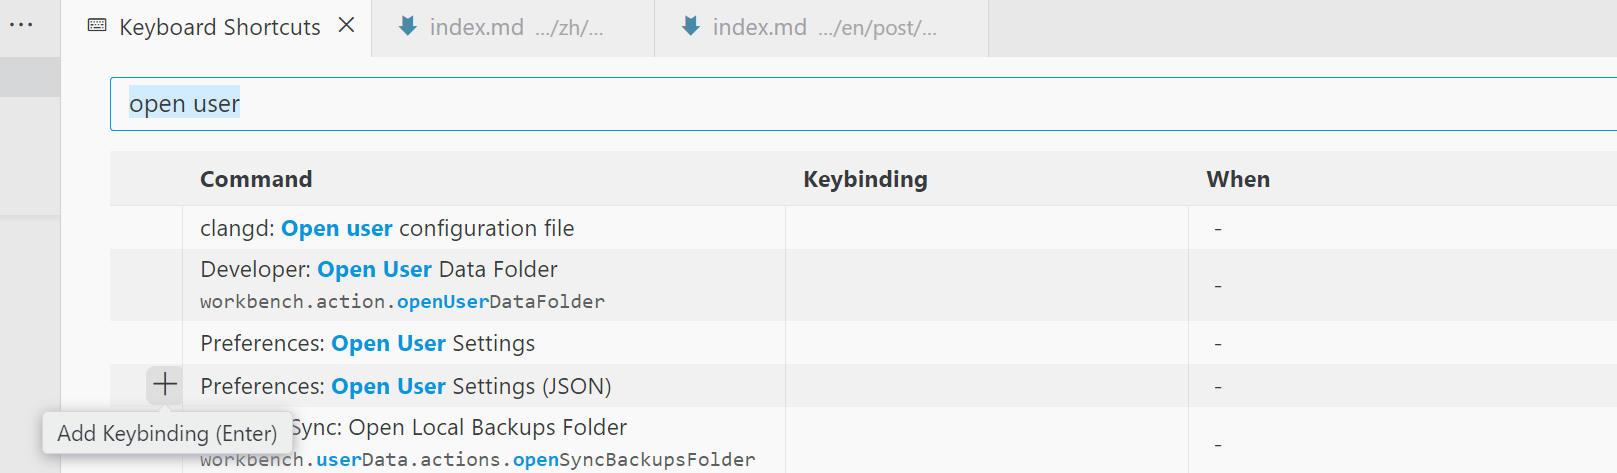 ··· Keyboard Shortcuts index.md .../zh/... index.md .../en/post/...
open user
Command Keybinding When
clangd: Open user configuration file -
Developer: Open User Data Folder
workbench.action.openUserDataFolder -
Preferences: Open User Settings -
Preferences: Open User Settings (JSON) -
Add Keybinding (Enter)
Sync: Open Local Backups Folder
workbench.userData.actions.openSyncBackupsFolder -